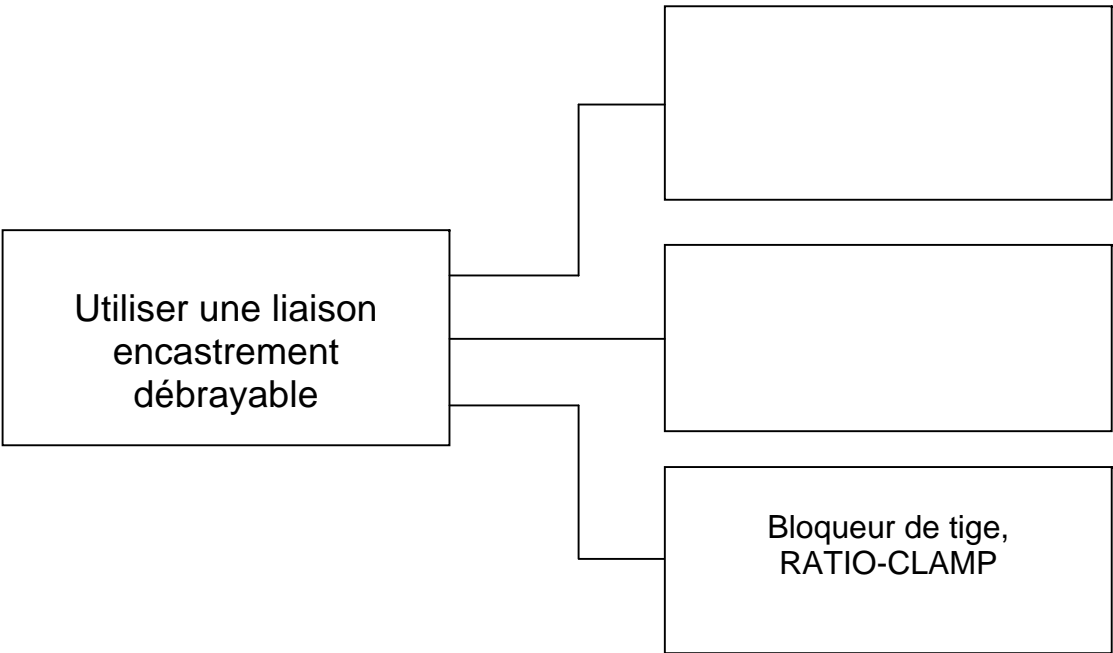 Utiliser une liaison
encastrement
débrayable
Bloqueur de tige,
RATIO-CLAMP